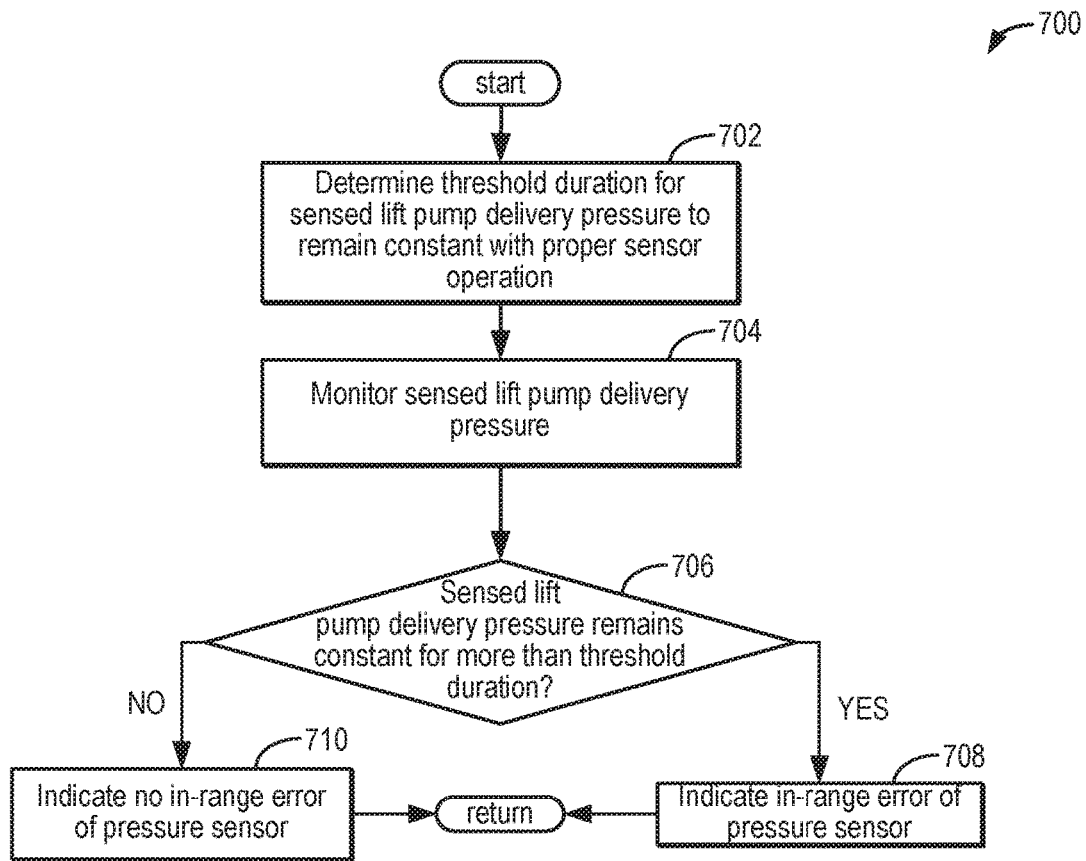 700
start
702
Determine threshold duration for
sensed lift pump delivery pressure to
remain constant with proper sensor
operation
704
Monitor sensed lift pump delivery
pressure
706
Sensed lift
pump delivery pressure remains
constant for more than threshold
duration?
NO
YES
710
Indicate no in-range error
of pressure sensor
return
708
Indicate in-range error of
pressure sensor